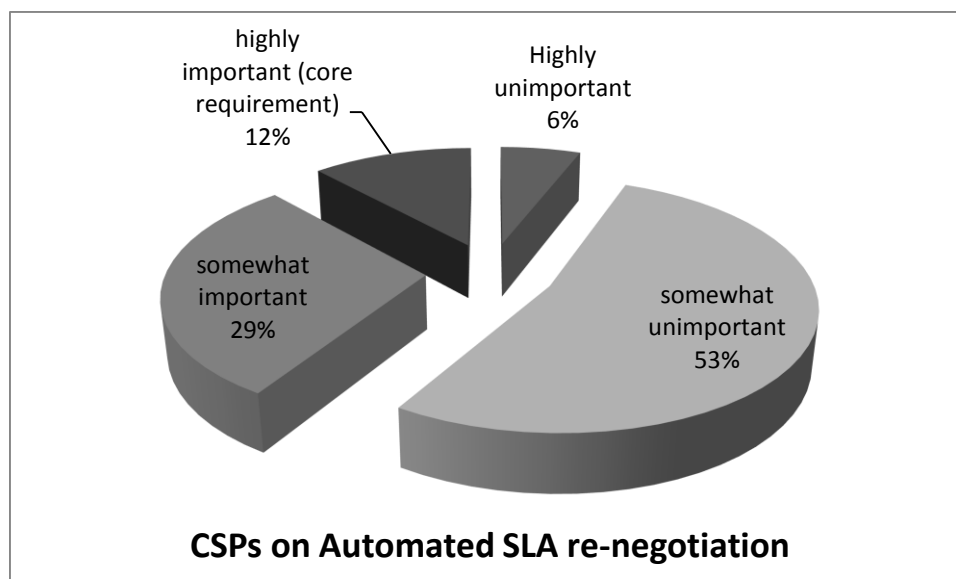 highly
important (core
requirement)
12%
Highly
unimportant
6%
somewhat
important
29%
somewhat
unimportant
53%
CSPs on Automated SLA re-negotiation